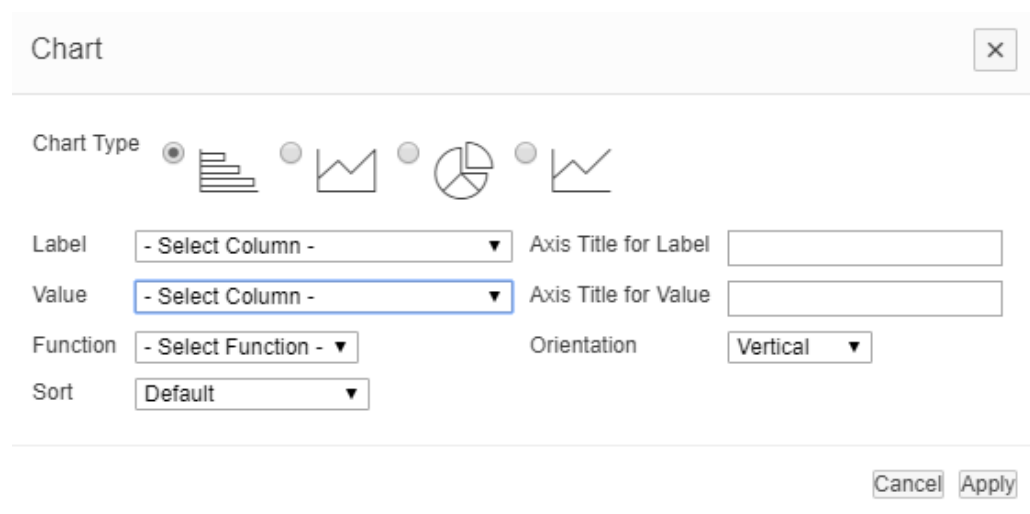 Chart
Chart Type
Label - Select Column - Axis Title for Label
Value - Select Column - Axis Title for Value
Function - Select Function - Orientation Vertical
Sort Default
Cancel Apply